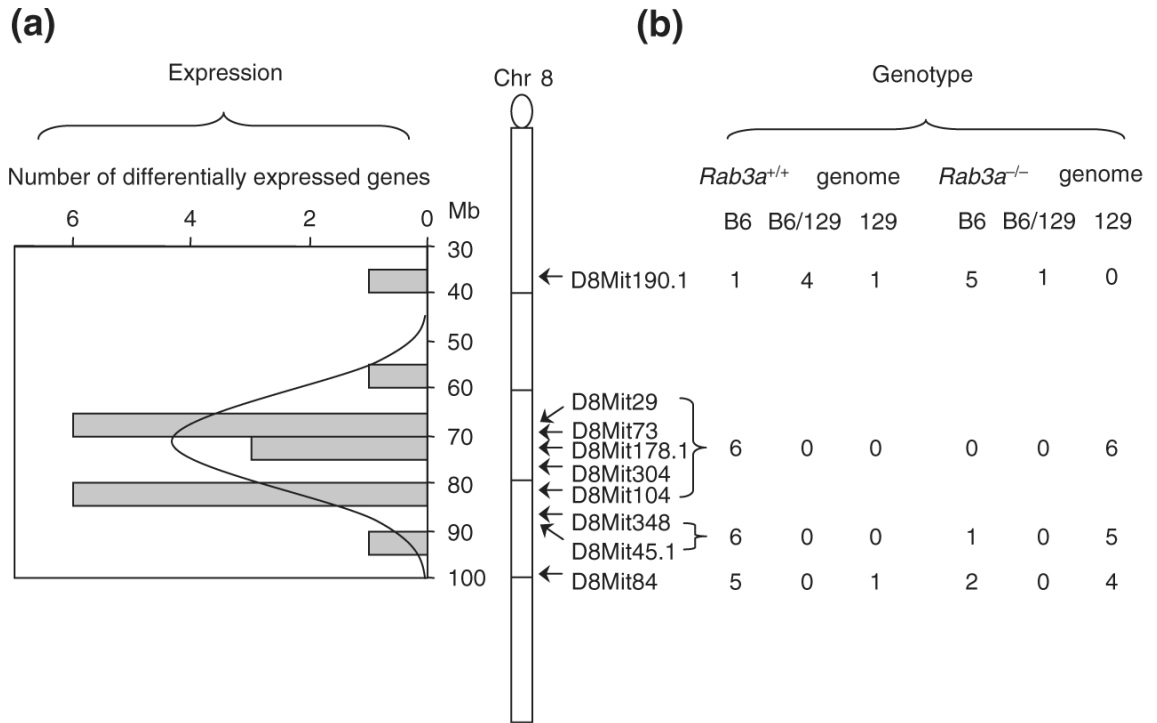 (a)
Expression
Number of differentially expressed genes
6 4 2 0
Mb
30
40
50
60
70
80
90
100
Chr 8
(b)
Genotype
Rab3a+/+ genome Rab3a–/– genome
B6 B6/129 129 B6 B6/129 129
D8Mit190.1 1 4 1 5 1 0
D8Mit29
D8Mit73
D8Mit178.1 6 0 0 0 0 6
D8Mit304
D8Mit104
D8Mit348
D8Mit45.1 6 0 0 1 0 5
D8Mit84 5 0 1 2 0 4